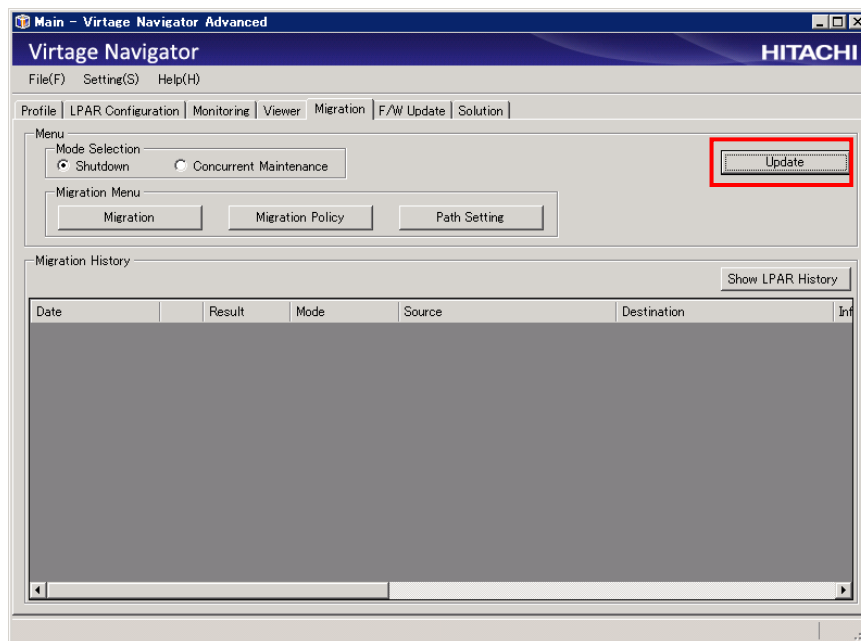 Main - Virtage Navigator Advanced
Virtage Navigator
HITACHI
File(F) Setting(S) Help(H)
Profile LPAR Configuration Monitoring Viewer Migration F/W Update Solution
Menu
Mode Selection
Shutdown Concurrent Maintenance
Update
Migration Menu
Migration Migration Policy Path Setting
Migration History
Show LPAR History
Date Result Mode Source Destination Inf